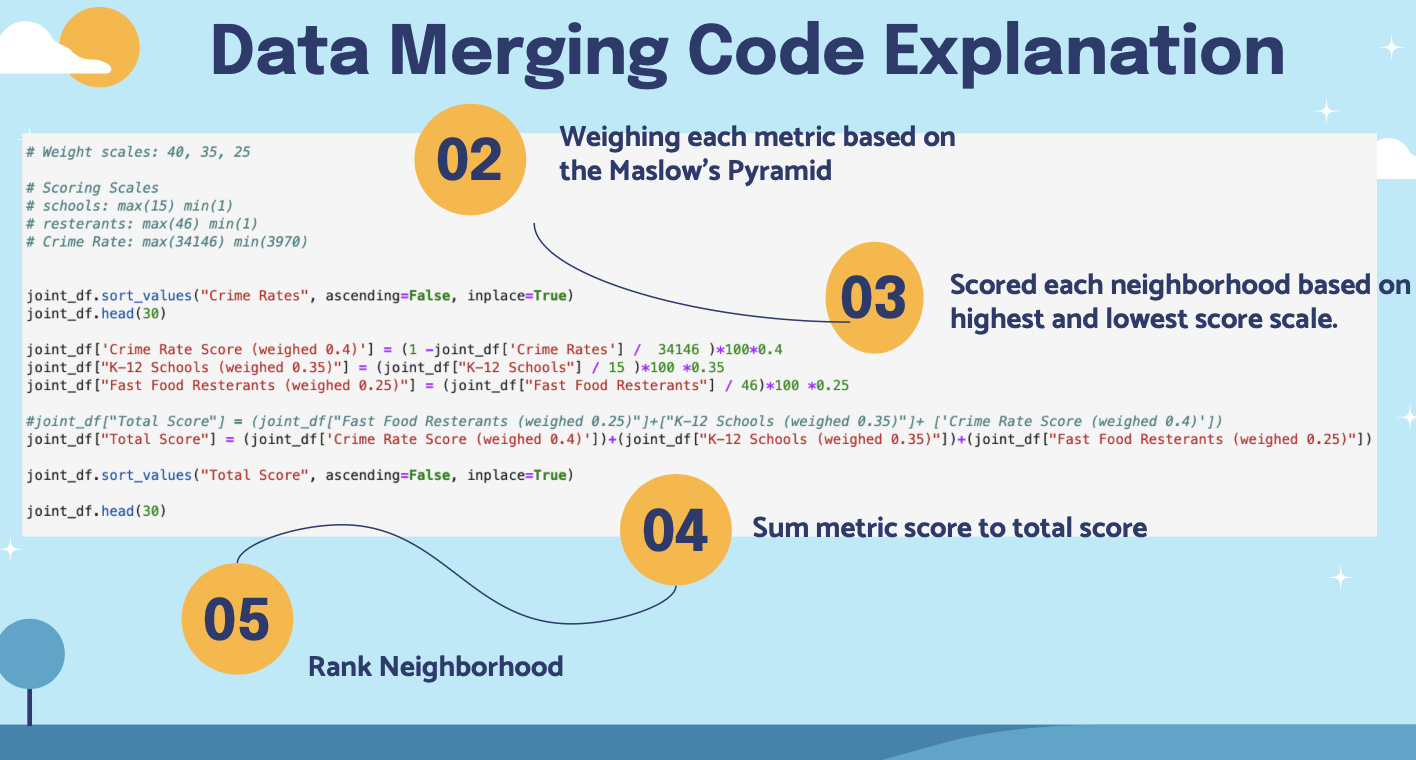 Data Merging Code Explanation
02
Weighing each metric based on
the Maslow's Pyramid
# Weight scales: 40, 35, 25
# Scoring Scales
# schools: max(15) min(1)
# resterants: max(46) min(1)
# Crime Rate: max(34146) min(3970)
03
Scored each neighborhood based on
highest and lowest score scale.
joint_df.sort_values("Crime Rates", ascending=False, inplace=True)
joint_df.head(30)
joint_df['Crime Rate Score (weighed 0.4)'] = (1 -joint_df['Crime Rates'] /  34146 )*100*0.4
joint_df["K-12 Schools (weighed 0.35)"] = (joint_df["K-12 Schools"] / 15 )*100 *0.35
joint_df["Fast Food Resterants (weighed 0.25)"] = (joint_df["Fast Food Resterants"] / 46)*100 *0.25
#joint_df["Total Score"] = (joint_df["Fast Food Resterants (weighed 0.25)"]+["K-12 Schools (weighed 0.35)"]+ ['Crime Rate Score (weighed 0.4)'])
joint_df["Total Score"] = (joint_df['Crime Rate Score (weighed 0.4)'])+(joint_df["K-12 Schools (weighed 0.35)"])+(joint_df["Fast Food Resterants (weighed 0.25)"])
joint_df.sort_values("Total Score", ascending=False, inplace=True)
joint_df.head(30)
04
Sum metric score to total score
05
Rank Neighborhood